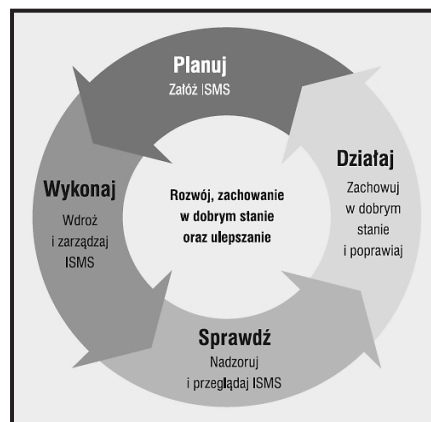 Planuj
Załóż ISMS
Działaj
Zachowuj
w dobrym
stanie
i poprawiaj
Wykonaj
Wdroż
i zarządzaj
ISMS
Rozwój, zachowanie
w dobrym stanie
oraz ulepszanie
Sprawdź
Nadzoruj
i przeglądaj ISMS